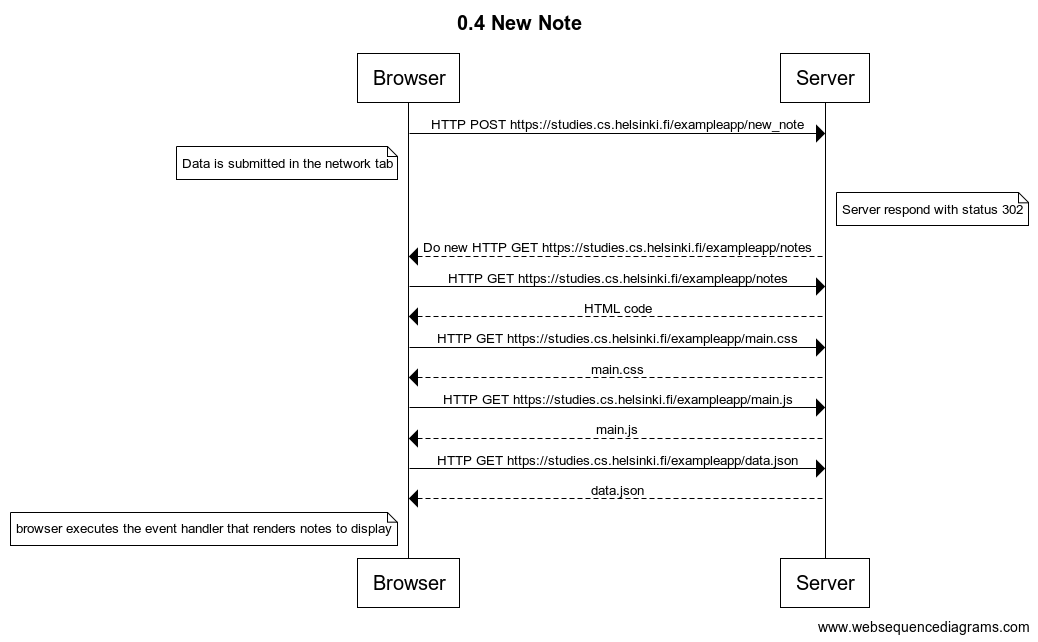 0.4 New Note
Browser
Server
HTTP POST https://studies.cs.helsinki.fi/exampleapp/new_note
Data is submitted in the network tab
Server respond with status 302
Do new HTTP GET https://studies.cs.helsinki.fi/exampleapp/notes
HTTP GET https://studies.cs.helsinki.fi/exampleapp/notes
HTML code
HTTP GET https://studies.cs.helsinki.fi/exampleapp/main.css
main.css
HTTP GET https://studies.cs.helsinki.fi/exampleapp/main.js
main.js
HTTP GET https://studies.cs.helsinki.fi/exampleapp/data.json
data.json
browser executes the event handler that renders notes to display
Browser
Server
www.websequencediagrams.com